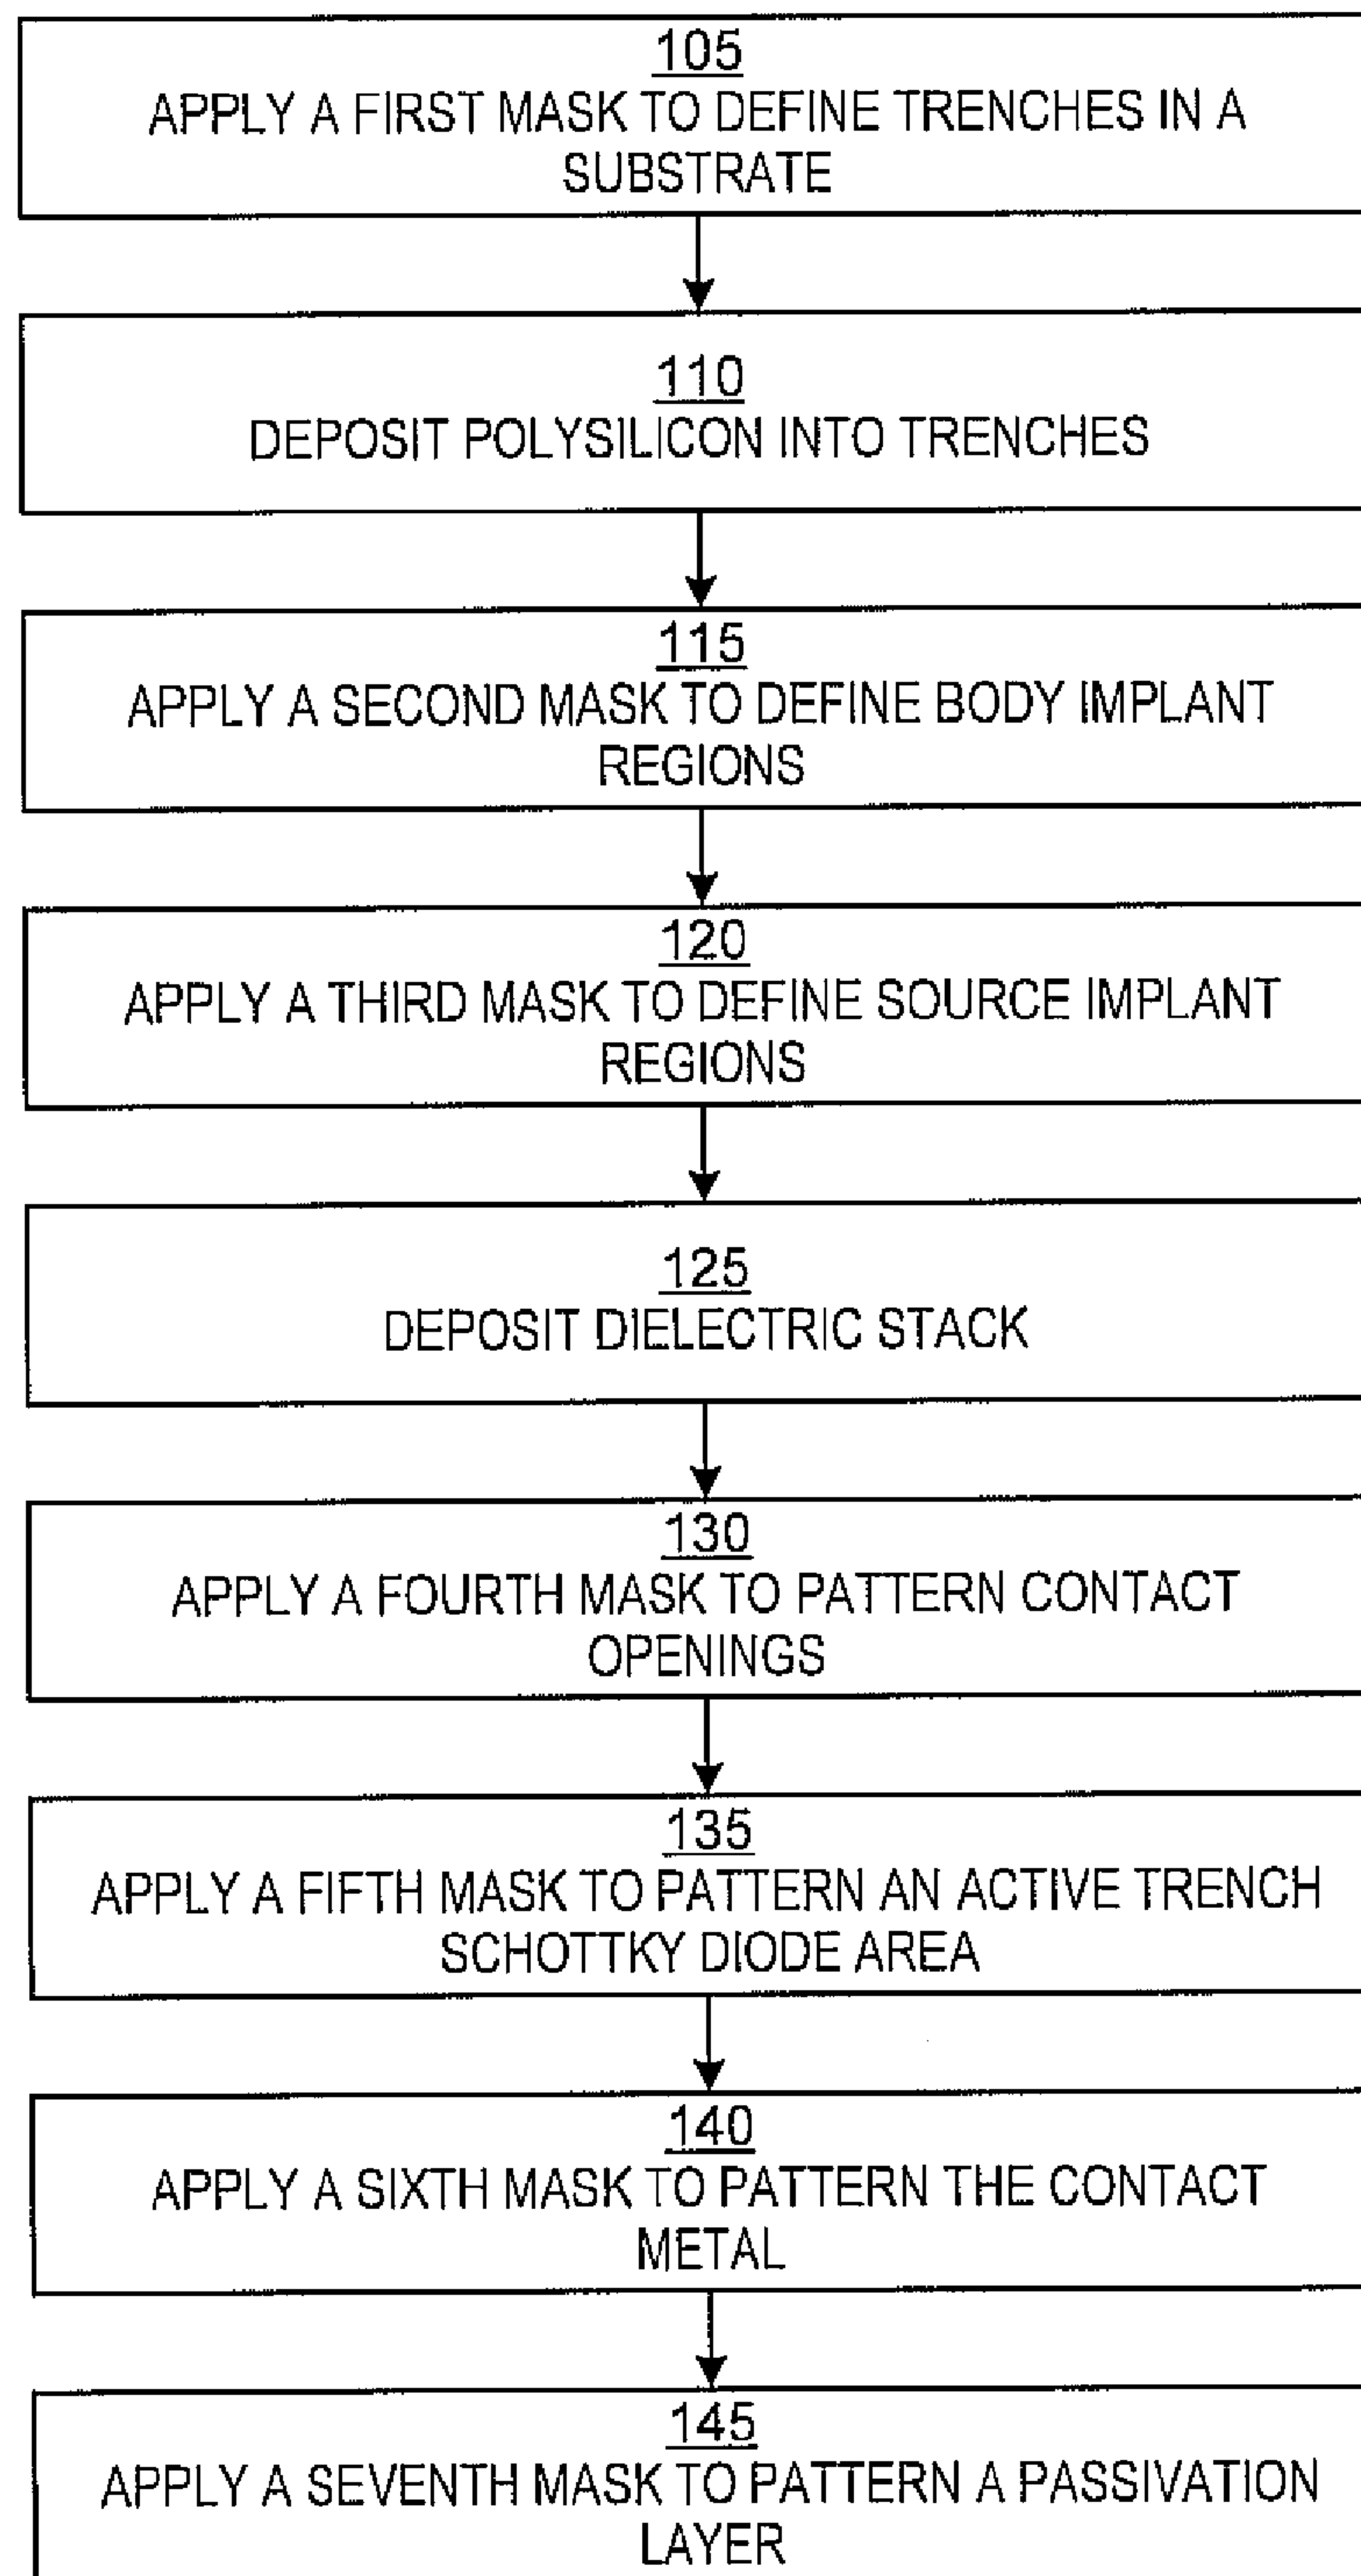 105
APPLY A FIRST MASK TO DEFINE TRENCHES IN A
SUBSTRATE
110
DEPOSIT POLYSILICON INTO TRENCHES
115
APPLY A SECOND MASK TO DEFINE BODY IMPLANT
REGIONS
120
APPLY A THIRD MASK TO DEFINE SOURCE IMPLANT
REGIONS
125
DEPOSIT DIELECTRIC STACK
130
APPLY A FOURTH MASK TO PATTERN CONTACT
OPENINGS
135
APPLY A FIFTH MASK TO PATTERN AN ACTIVE TRENCH
SCHOTTKY DIODE AREA
140
APPLY A SIXTH MASK TO PATTERN THE CONTACT
METAL
145
APPLY A SEVENTH MASK TO PATTERN A PASSIVATION
LAYER